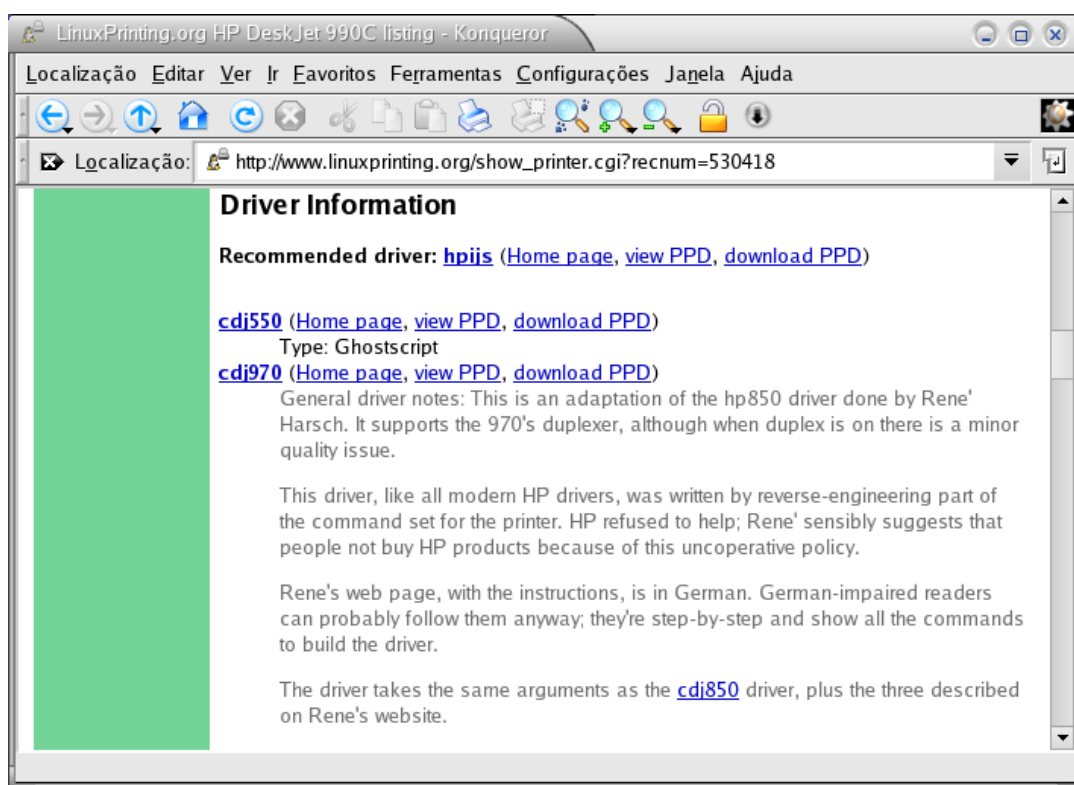 LinuxPrinting.org HP DeskJet 990C listing - Konqueror
Localização Editar Ver Ir Favoritos Ferramentas Configurações Janela Ajuda
Localização: http://www.linuxprinting.org/show_printer.cgi?recnum=530418
Driver Information
Recommended driver: hpijs (Home page, view PPD, download PPD)
cdj550 (Home page, view PPD, download PPD)
Type: Ghostscript
cdj970 (Home page, view PPD, download PPD)
General driver notes: This is an adaptation of the hp850 driver done by Rene'
Harsch. It supports the 970's duplexer, although when duplex is on there is a minor
quality issue.
This driver, like all modern HP drivers, was written by reverse-engineering part of
the command set for the printer. HP refused to help; Rene' sensibly suggests that
people not buy HP products because of this uncoperative policy.
Rene's web page, with the instructions, is in German. German-impaired readers
can probably follow them anyway; they're step-by-step and show all the commands
to build the driver.
The driver takes the same arguments as the cdj850 driver, plus the three described
on Rene's website.